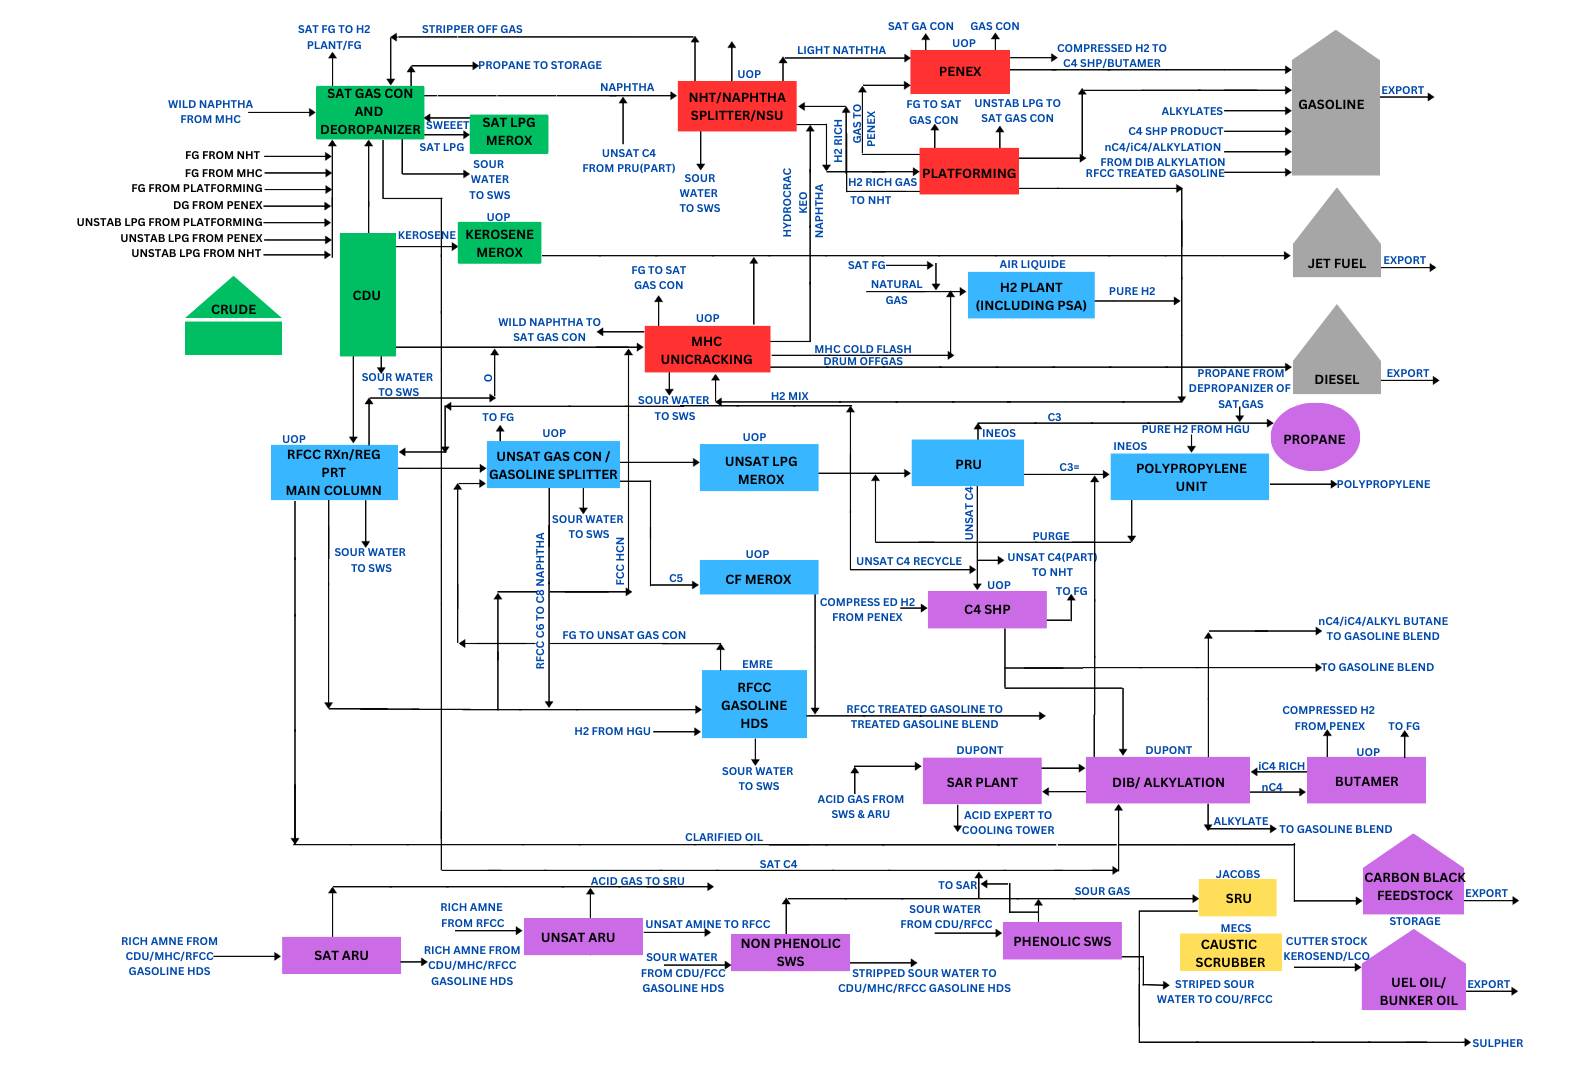 SAT FG TO H2
PLANT/FG
STRIPPER OFF GAS
PROPANE TO STORAGE
WILD NAPHTHA
FROM MHC
SAT GAS CON
AND
DEOROPANIZER
SWEEET
SAT LPG
SAT LPG
MEROX
SOUR
WATER
TO SWS
NAPHTHA
UNSAT C4
FROM PRU(PART)
UOP
NHT/NAPHTHA
SPLITTER/NSU
SOUR
WATER
TO SWS
LIGHT NATHTHA
SAT GA CON
GAS CON
UOP
PENEX
COMPRESSED H2 TO
C4 SHP/BUTAMER
FG TO SAT
GAS CON
UNSTAB LPG TO
SAT GAS CON
GAS TO
PENEX
H2 RICH
PLATFORMING
H2 RICH GAS
TO NHT
HYDROCRAC
KEO
NAPHTHA
GASOLINE
EXPORT
ALKYLATES
C4 SHP PRODUCT
nC4/iC4/ALKYLATION
FROM DIB ALKYLATION
RFCC TREATED GASOLINE
FG FROM NHT
FG FROM MHC
FG FROM PLATFORMING
DG FROM PENEX
UNSTAB LPG FROM PLATFORMING
UNSTAB LPG FROM PENEX
UNSTAB LPG FROM NHT
KEROSENE
UOP
KEROSENE
MEROX
CRUDE
CDU
SOUR WATER
TO SWS
JET FUEL
EXPORT
SAT FG
NATURAL
GAS
AIR LIQUIDE
H2 PLANT
(INCLUDING PSA)
PURE H2
FG TO SAT
GAS CON
WILD NAPHTHA TO
SAT GAS CON
UOP
MHC
UNICRACKING
MHC COLD FLASH
DRUM OFFGAS
SOUR WATER
TO SWS
H2 MIX
O
DIESEL
EXPORT
PROPANE FROM
DEPROPANIZER OF
SAT GAS
C3
PROPANE
UOP
RFCC RXn/REG
PRT
MAIN COLUMN
SOUR WATER
TO SWS
TO FG
UOP
UNSAT GAS CON /
GASOLINE SPLITTER
SOUR WATER
TO SWS
UOP
UNSAT LPG
MEROX
INEOS
PRU
C3=
PURE H2 FROM HGU
INEOS
POLYPROPYLENE
UNIT
POLYPROPYLENE
PURGE
UNSAT C4
UNSAT C4 RECYCLE
UNSAT C4(PART)
TO NHT
RFCC C6 TO C8 NAPHTHA
FCC HCN
C5
UOP
CF MEROX
COMPRESS ED H2
FROM PENEX
UOP
C4 SHP
TO FG
FG TO UNSAT GAS CON
EMRE
RFCC
GASOLINE
HDS
H2 FROM HGU
SOUR WATER
TO SWS
RFCC TREATED GASOLINE TO
TREATED GASOLINE BLEND
nC4/iC4/ALKYL BUTANE
TO GASOLINE BLEND
TO GASOLINE BLEND
COMPRESSED H2
FROM PENEX
TO FG
UOP
BUTAMER
iC4 RICH
nC4
DUPONT
SAR PLANT
ACID GAS FROM
SWS & ARU
ACID EXPERT TO
COOLING TOWER
DUPONT
DIB/ ALKYLATION
ALKYLATE
TO GASOLINE BLEND
CLARIFIED OIL
SAT C4
CARBON BLACK
FEEDSTOCK
EXPORT
STORAGE
ACID GAS TO SRU
RICH AMNE FROM
CDU/MHC/RFCC
GASOLINE HDS
SAT ARU
RICH AMNE FROM
CDU/MHC/RFCC
GASOLINE HDS
RICH AMNE
FROM RFCC
UNSAT ARU
UNSAT AMINE TO RFCC
SOUR WATER
FROM CDU/FCC
GASOLINE HDS
NON PHENOLIC
SWS
STRIPPED SOUR WATER TO
CDU/MHC/RFCC GASOLINE HDS
TO SAR
SOUR GAS
SOUR WATER
FROM CDU/RFCC
PHENOLIC SWS
STRIPED SOUR
WATER TO COU/RFCC
JACOBS
SRU
MECS
CAUSTIC
SCRUBBER
CUTTER STOCK
KEROSEND/LCO
UEL OIL/
BUNKER OIL
EXPORT
SULPHER